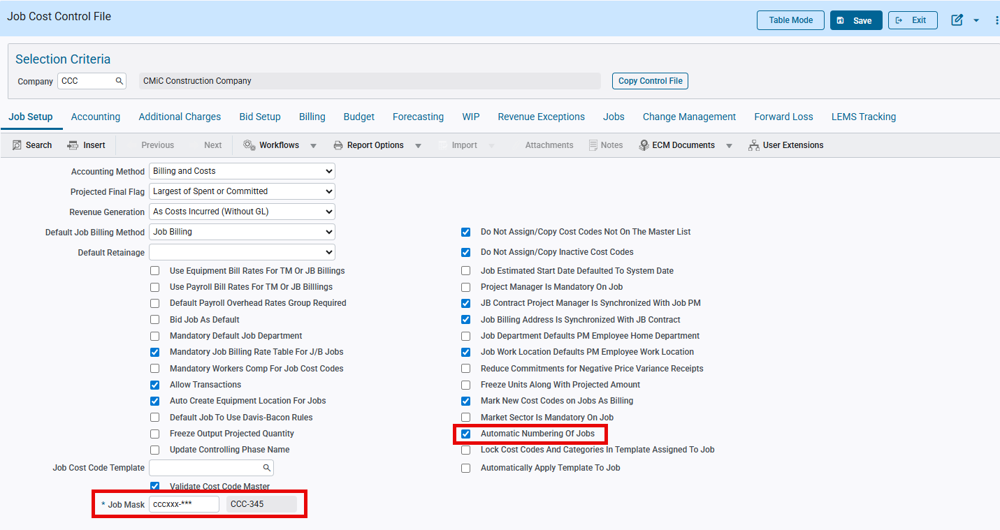 Job Cost Control File
Table Mode
Save
Exit
Selection Criteria
Company CCC CMiC Construction Company Copy Control File
Job Setup Accounting Additional Charges Bid Setup Billing Budget Forecasting WIP Revenue Exceptions Jobs Change Management Forward Loss LEMS Tracking
Search Insert Previous Next Workflows Report Options Import Attachments Notes ECM Documents User Extensions
Accounting Method Billing and Costs
Projected Final Flag Largest of Spent or Committed
Revenue Generation As Costs Incurred (Without GL)
Default Job Billing Method Job Billing
Do Not Assign/Copy Cost Codes Not On The Master List
Default Retainage
Do Not Assign/Copy Inactive Cost Codes
Use Equipment Bill Rates For TM Or JB Billings
Job Estimated Start Date Defaulted To System Date
Use Payroll Bill Rates For TM Or JB Billlings
Project Manager Is Mandatory On Job
Default Payroll Overhead Rates Group Required
JB Contract Project Manager Is Synchronized With Job PM
Bid Job As Default
Job Billing Address Is Synchronized With JB Contract
Mandatory Default Job Department
Job Department Defaults PM Employee Home Department
Mandatory Job Billing Rate Table For J/B Jobs
Job Work Location Defaults PM Employee Work Location
Mandatory Workers Comp For Job Cost Codes
Reduce Commitments for Negative Price Variance Receipts
Allow Transactions
Freeze Units Along With Projected Amount
Auto Create Equipment Location For Jobs
Mark New Cost Codes on Jobs As Billing
Default Job To Use Davis-Bacon Rules
Market Sector Is Mandatory On Job
Freeze Output Projected Quantity
Automatic Numbering Of Jobs
Update Controlling Phase Name
Lock Cost Codes And Categories In Template Assigned To Job
Job Cost Code Template
Automatically Apply Template To Job
Validate Cost Code Master
* Job Mask cccxxx-*** CCC-345